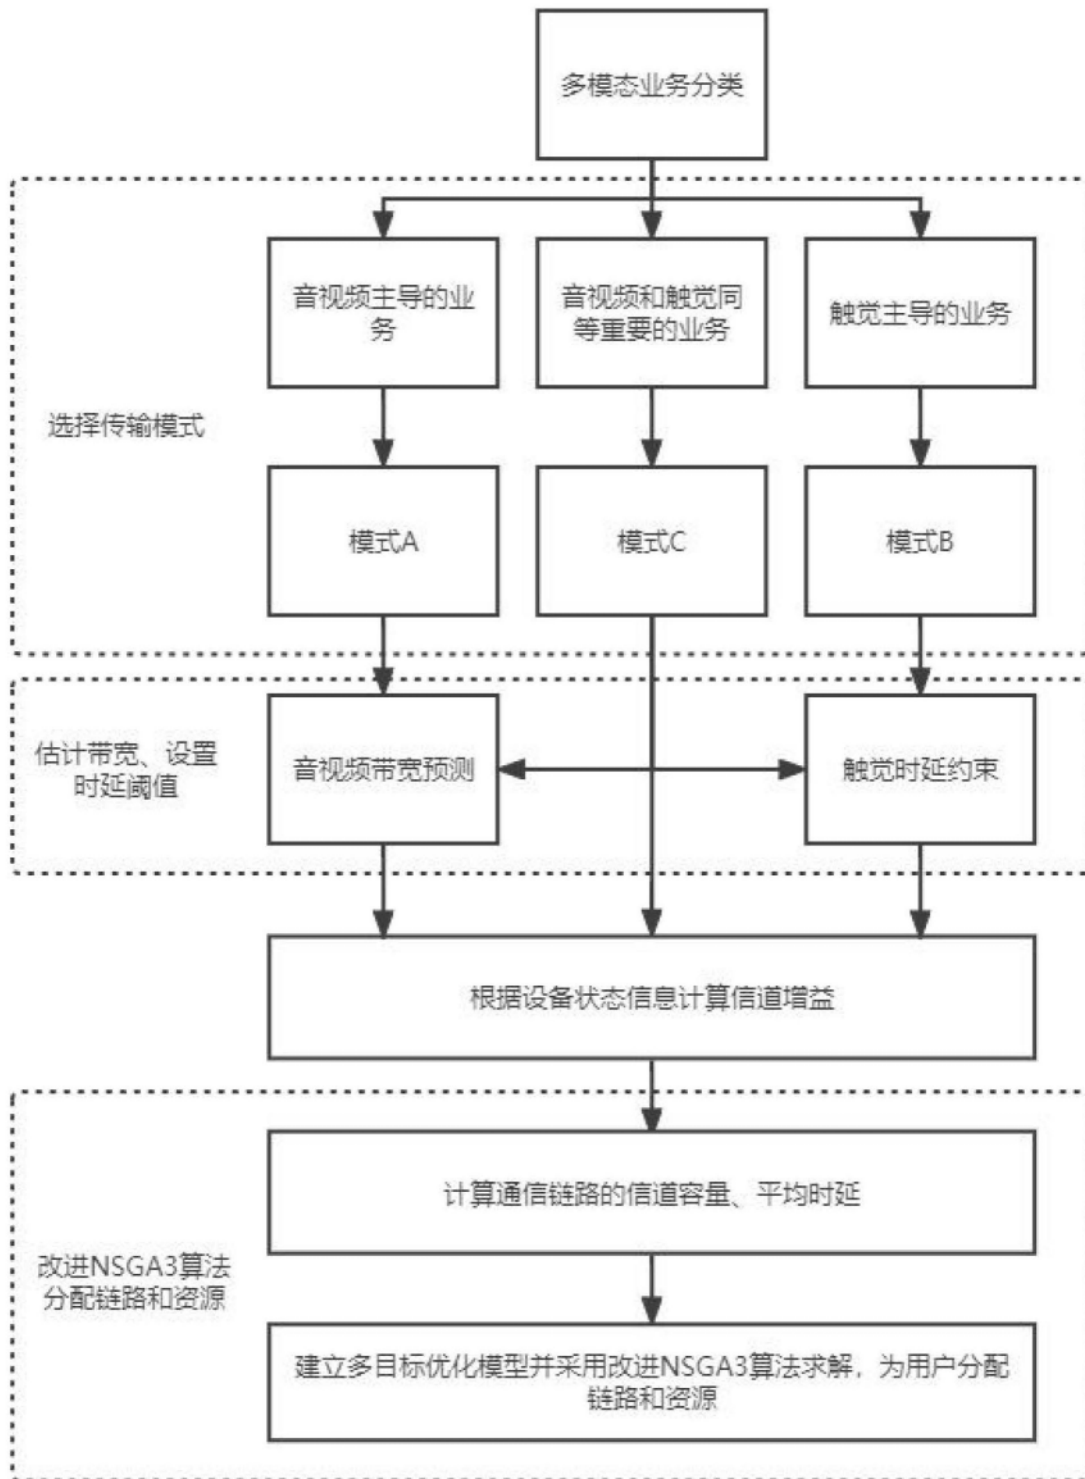 多模态业务分类
音视频主导的业
务
音视频和触觉同
等重要的业务
触觉主导的业务
选择传输模式
模式A
模式C
模式B
估计带宽、设置
时延阈值
音视频带宽预测
触觉时延约束
根据设备状态信息计算信道增益
计算通信链路的信道容量、平均时延
改进NSGA3算法
分配链路和资源
建立多目标优化模型并采用改进NSGA3算法求解，为用户分配
链路和资源